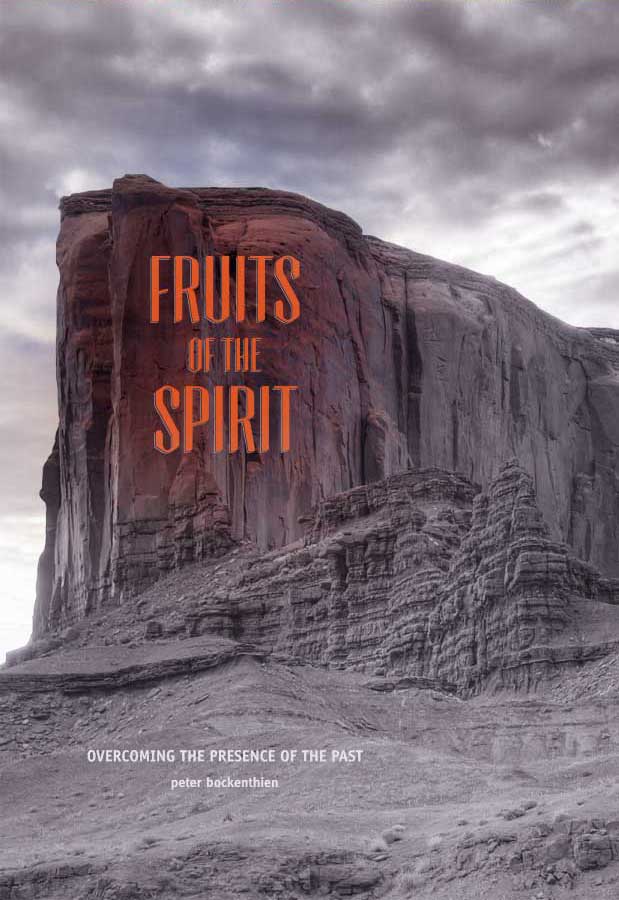 FRUITS
OF THE
SPIRIT
OVERCOMING THE PRESENCE OF THE PAST
peter bockenthien